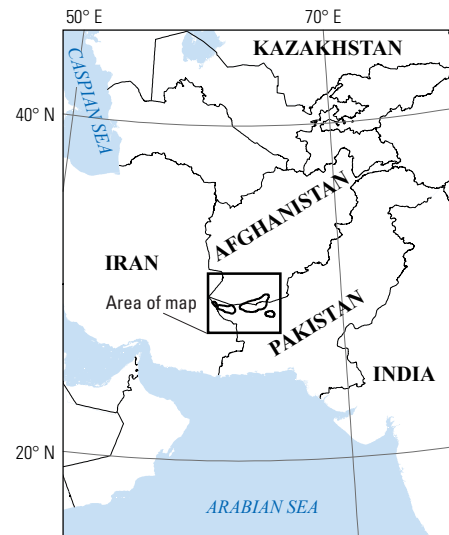 50° E
70° E
KAZAKHSTAN
CASPIAN SEA
40° N
AFGHANISTAN
IRAN
Area of map
PAKISTAN
INDIA
20° N
ARABIAN SEA